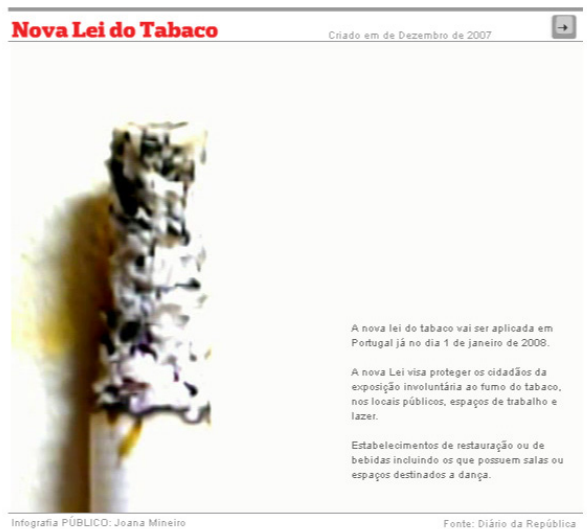 Nova Lei do Tabaco
Criado em de Dezembro de 2007
A nova lei do tabaco vai ser aplicada em
Portugal já no dia 1 de janeiro de 2008.
A nova Lei visa proteger os cidadãos da
exposição involuntária ao fumo do tabaco,
nos locais públicos, espaços de trabalho e
lazer.
Estabelecimentos de restauração ou de
bebidas incluindo os que possuem salas ou
espaços destinados a dança.
Infografia PÚBLICO: Joana Mineiro
Fonte: Diário da República